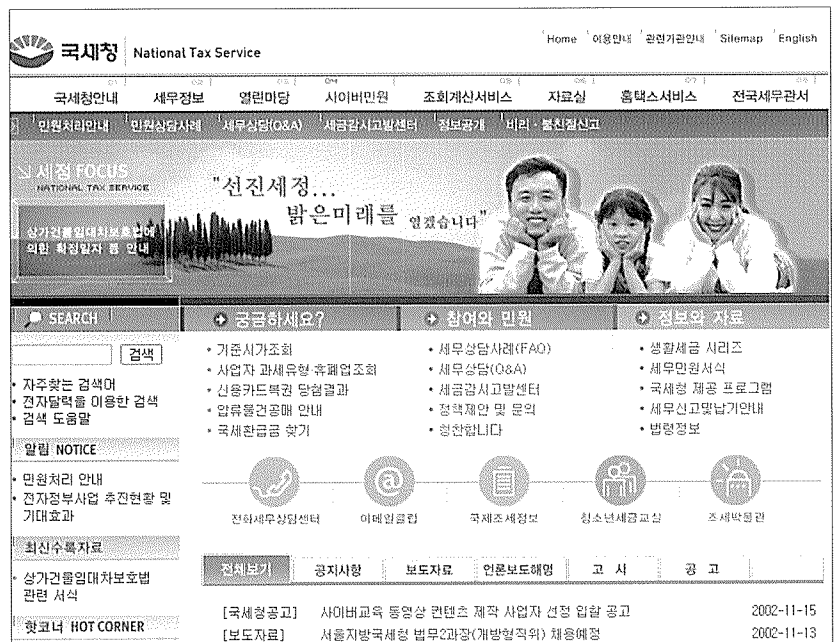 국세청 National Tax Service
Home 이용안내 관련기관안내 Sitemap English
01 02 03 04 05 06 07 08
국세청안내 세무정보 열린마당 사이버민원 조회계산서비스 자료실 홈택스서비스 전국세무관서
민원처리안내 민원상담사례 세무상담(Q&A) 세금감시고발센터 정보공개 비리·불친절신고
세정 FOCUS
NATIONAL TAX SERVICE
상가건물임대차보호법에
의한 확정일자 등 안내
"선진세정...
밝은미래를 열겠습니다"
SEARCH
검색
• 자주찾는 검색어
• 전자달력을 이용한 검색
• 검색 도움말
알림 NOTICE
• 민원처리 안내
• 전자정부사업 추진현황 및
기대효과
최신수록자료
• 상가건물임대차보호법
관련 서식
핫코너 HOT CORNER
궁금하세요?
• 기준시가조회
• 사업자 과세유형·휴폐업조회
• 신용카드복권 당첨결과
• 압류물건공매 안내
• 국세환급금 찾기
참여와 민원
• 세무상담사례(FAQ)
• 세무상담(Q&A)
• 세금감시고발센터
• 정책제안 및 문의
• 칭찬합니다
정보와 자료
• 생활세금 시리즈
• 세무민원서식
• 국세청 제공 프로그램
• 세무신고및납기안내
• 법령정보
전화세무상담센터 이메일클럽 국제조세정보 청소년세금교실 조세박물관
전체보기 공지사항 보도자료 언론보도해명 고 시 공 고
[국세청공고] 사이버교육 동영상 컨텐츠 제작 사업자 선정 입찰 공고 2002-11-15
[보도자료] 서울지방국세청 법무2과장(개방형직위) 채용예정 2002-11-13